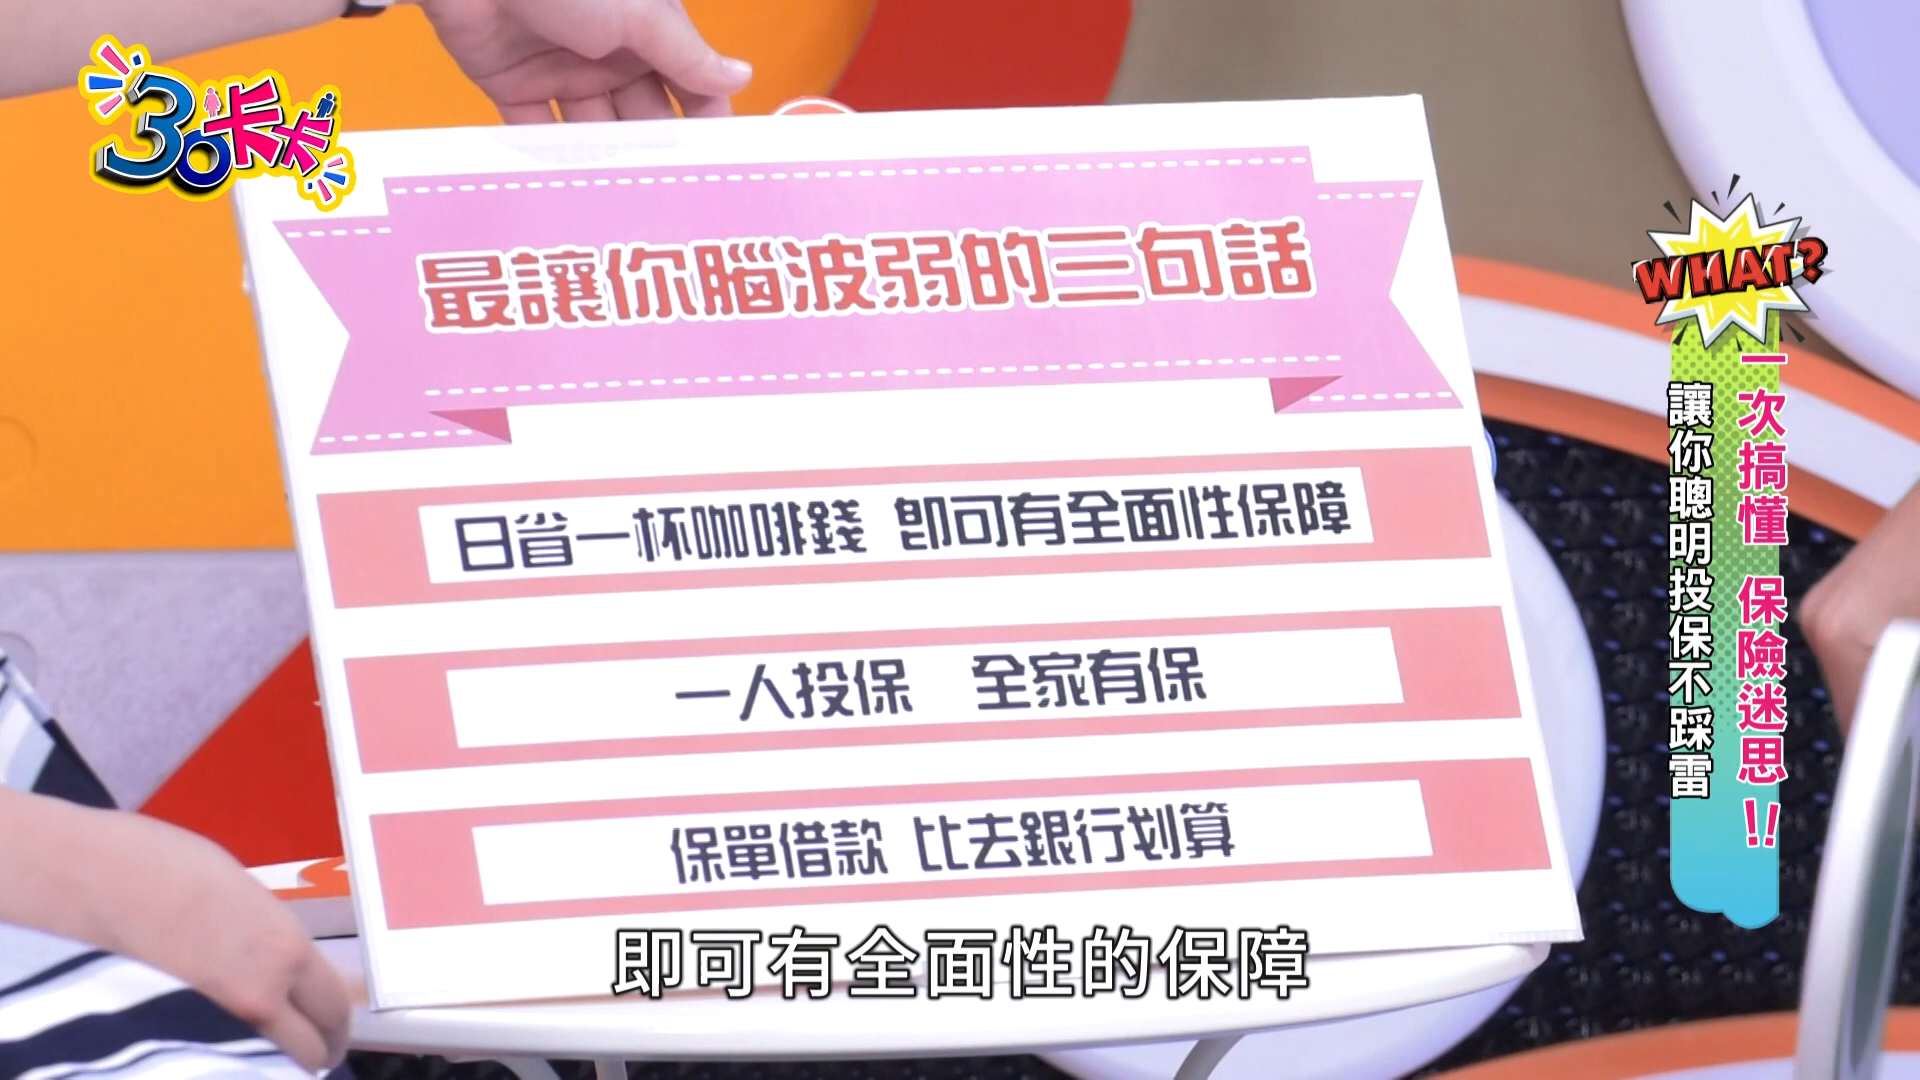 30卡卡
最讓你腦波弱的三句話
日省一杯咖啡錢 即可有全面性保障
一人投保 全家有保
保單借款 比去銀行划算
WHAT?
一次搞懂 保險迷思!!
讓你聰明投保不踩雷
即可有全面性的保障